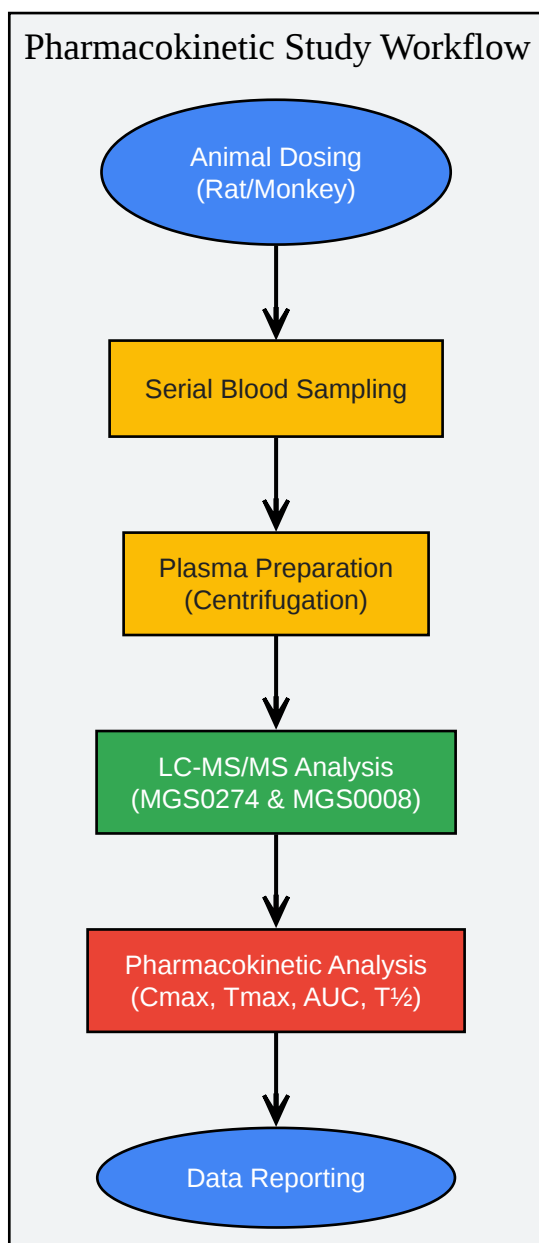 Pharmacokinetic Study Workflow
Animal Dosing
(Rat/Monkey)
Serial Blood Sampling
Plasma Preparation
(Centrifugation)
LC-MS/MS Analysis
(MGS0274 & MGS0008)
Pharmacokinetic Analysis
(Cmax, Tmax, AUC, T½)
Data Reporting